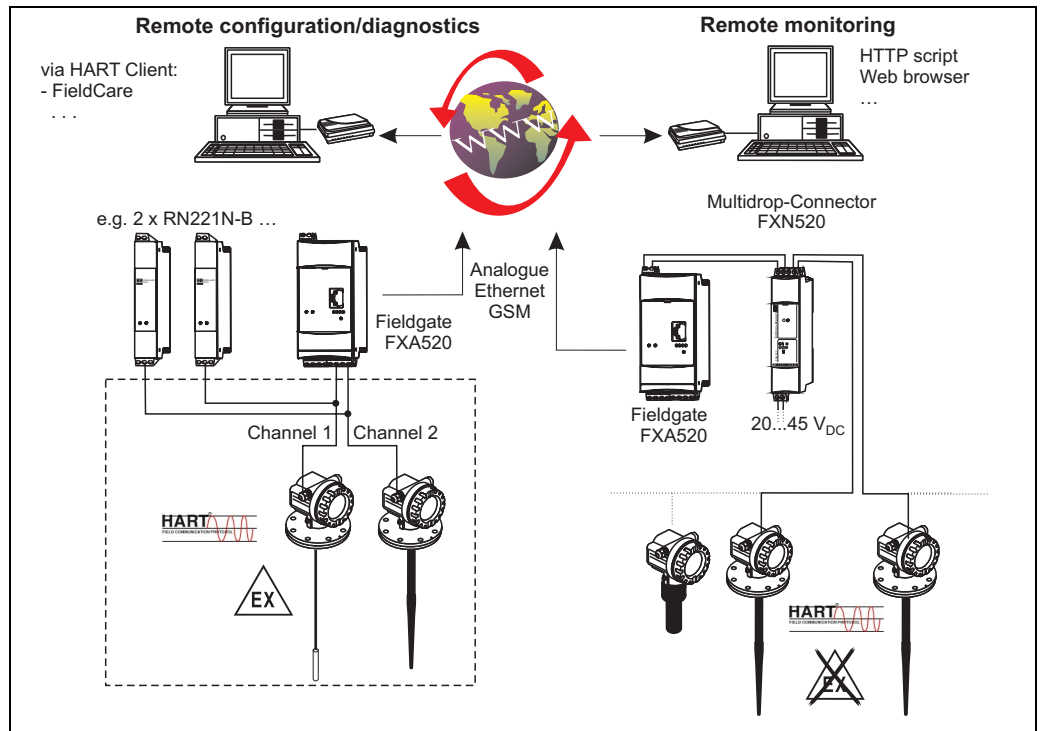 Remote configuration/diagnostics
Remote monitoring
via HART Client:
- FieldCare
. . .
HTTP script
Web browser
...
WWW
e.g. 2 x RN221N-B ...
Multidrop-Connector
FXN520
Analogue
Ethernet
GSM
Fieldgate
FXA520
Fieldgate
FXA520
20...45 VDC
Channel 1
Channel 2
HART
FIELD COMMUNICATION PROTOCOL
EX
HART
FIELD COMMUNICATION PROTOCOL
EX